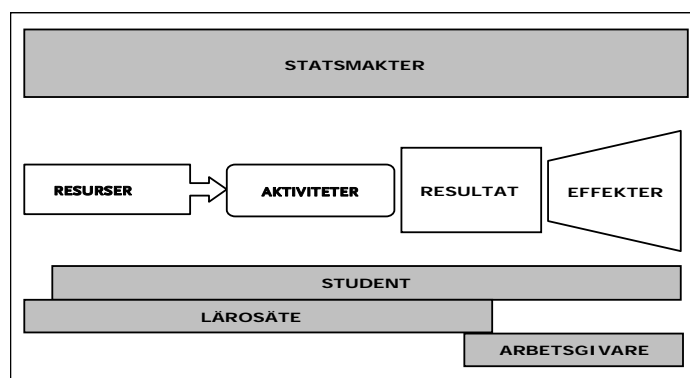 STATSMAKTER
RESURSER
AKTIVITETER
RESULTAT
EFFEKTER
STUDENT
LÄROSÄTE
ARBETSGIVARE